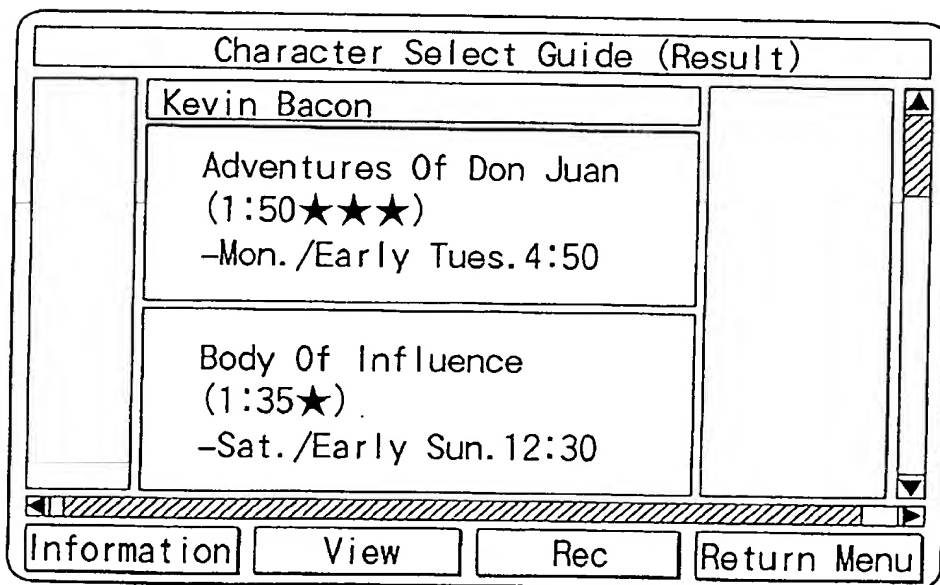 Character Select Guide (Result)
Kevin Bacon
Adventures Of Don Juan
(1:50★★★)
–Mon./Early Tues.4:50
Body Of Influence
(1:35★)
–Sat./Early Sun.12:30
Information View Rec Return Menu